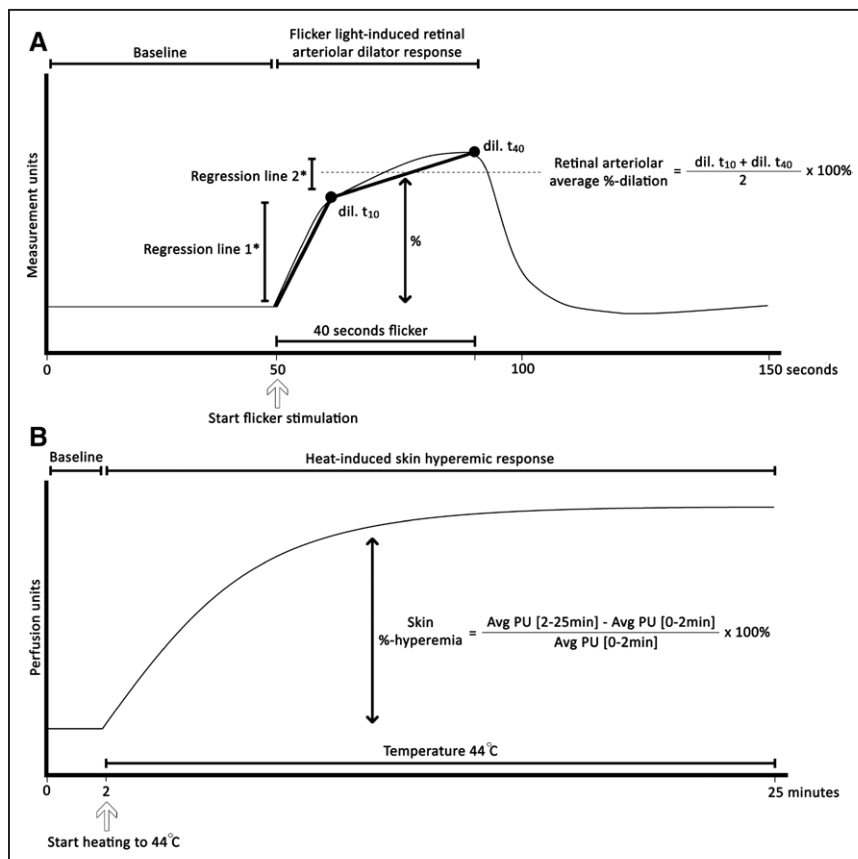 A
Baseline
Flicker light-induced retinal
arteriolar dilator response
Measurement units
Regression line 2*
Regression line 1*
dil. t10
dil. t40
%
Retinal arteriolar
average %-dilation
= dil. t10 + dil. t40
2
x 100%
40 seconds flicker
0
50
100
150 seconds
Start flicker stimulation
B
Baseline
Heat-induced skin hyperemic response
Perfusion units
Skin
%-hyperemia
= Avg PU [2-25min] - Avg PU [0-2min]
Avg PU [0-2min]
x 100%
Temperature 44°C
0
2
25 minutes
Start heating to 44°C